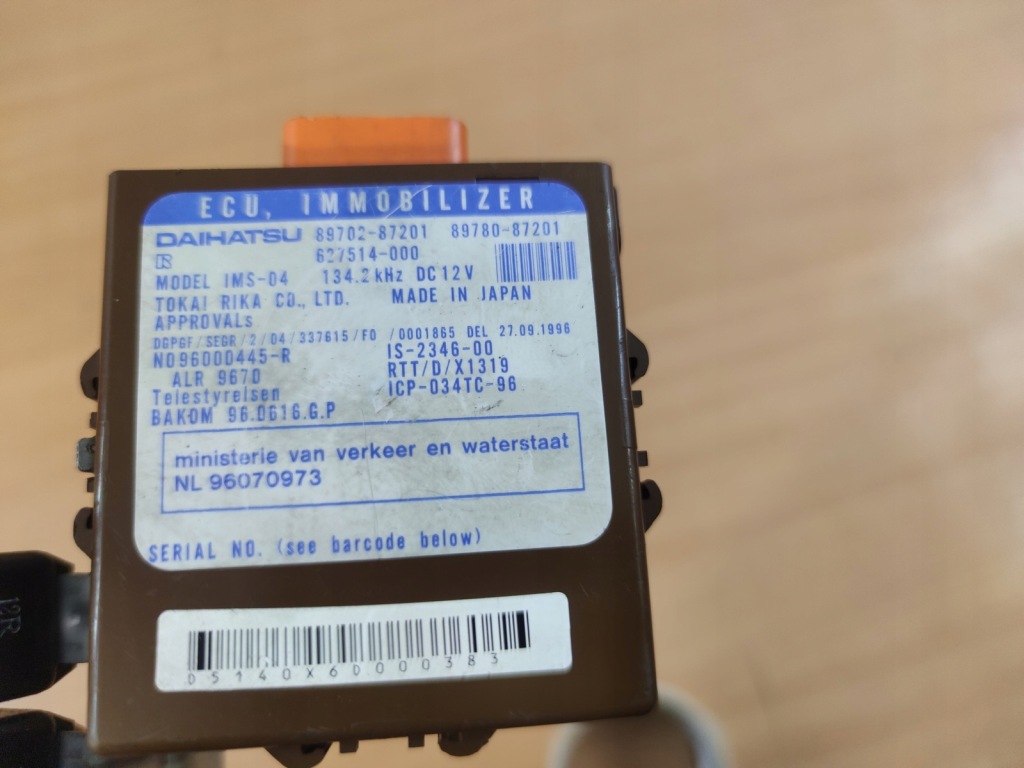 ECU, IMMOBILIZER
DAIHATSU 89702-87201 89780-87201
627514-000
MODEL IMS-04 134.2kHz DC12V
TOKAI RIKA CO., LTD. MADE IN JAPAN
APPROVALs
DGPGF/SEGR/2/04/337615/FO /0001865 DEL 27.09.1996
ND96000445-R IS-2346-00
ALR 9670 RTT/D/X1319
Telestyrelsen ICP-034TC-96
BAKOM 96.0616.G.P
ministerie van verkeer en waterstaat
NL 96070973
SERIAL NO. (see barcode below)
D5140X6D000383
12R